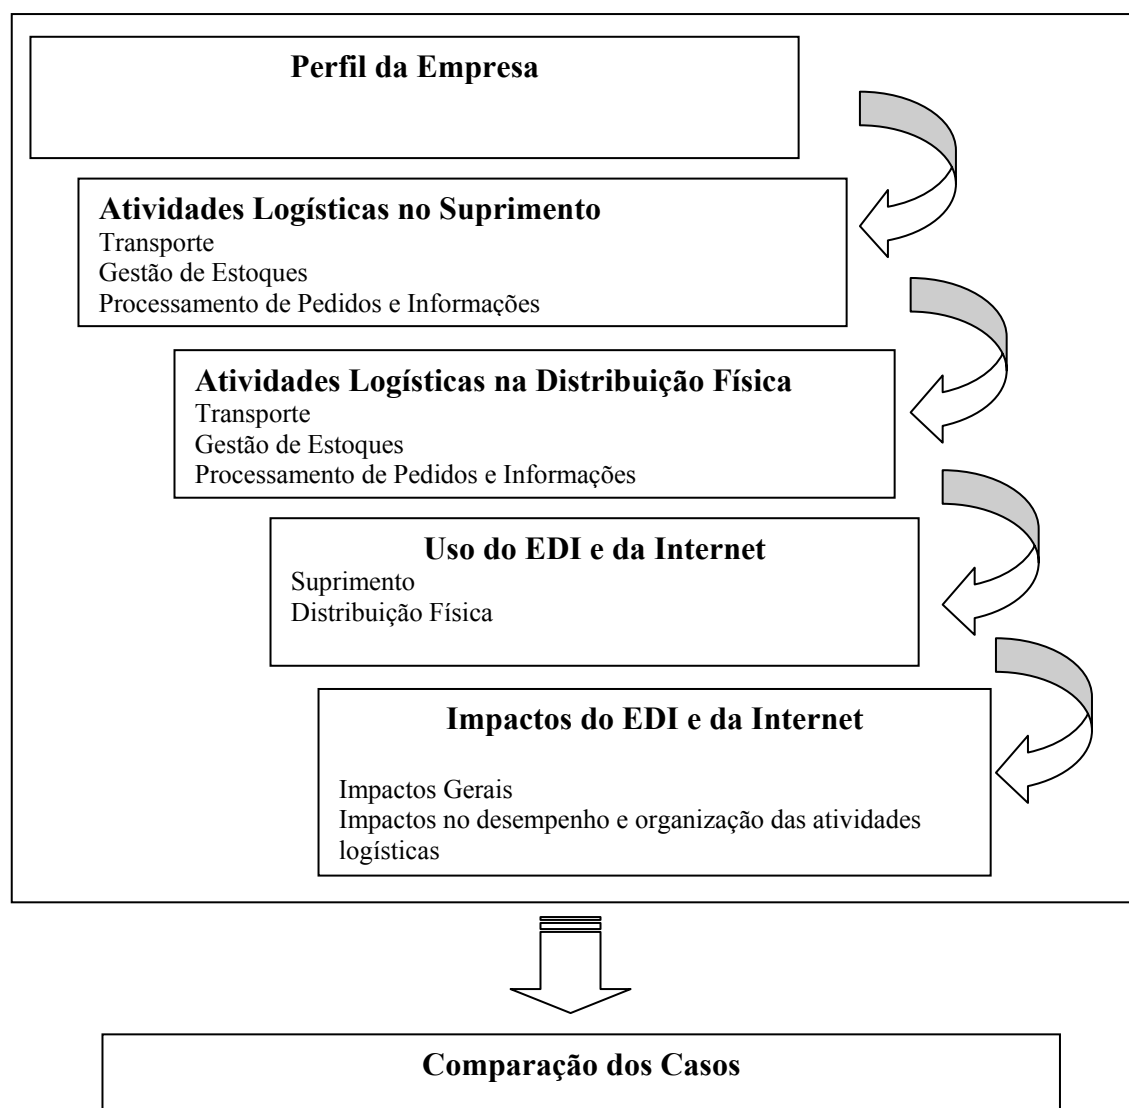 Perfil da Empresa
Atividades Logísticas no Suprimento
Transporte
Gestão de Estoques
Processamento de Pedidos e Informações
Atividades Logísticas na Distribuição Física
Transporte
Gestão de Estoques
Processamento de Pedidos e Informações
Uso do EDI e da Internet
Suprimento
Distribuição Física
Impactos do EDI e da Internet
Impactos Gerais
Impactos no desempenho e organização das atividades
logísticas
Comparação dos Casos